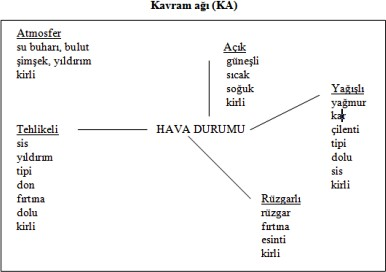 Kavram ağı (KA)
Atmosfer
su buharı, bulut
şimşek, yıldırım
kirli
Açık
güneşli
sıcak
soğuk
kirli
Yağışlı
yağmur
kar
çilenti
tipi
dolu
sis
kirli
Tehlikeli
sis
yıldırım
tipi
don
fırtına
dolu
kirli
HAVA DURUMU
Rüzgarlı
rüzgar
fırtına
esinti
kirli